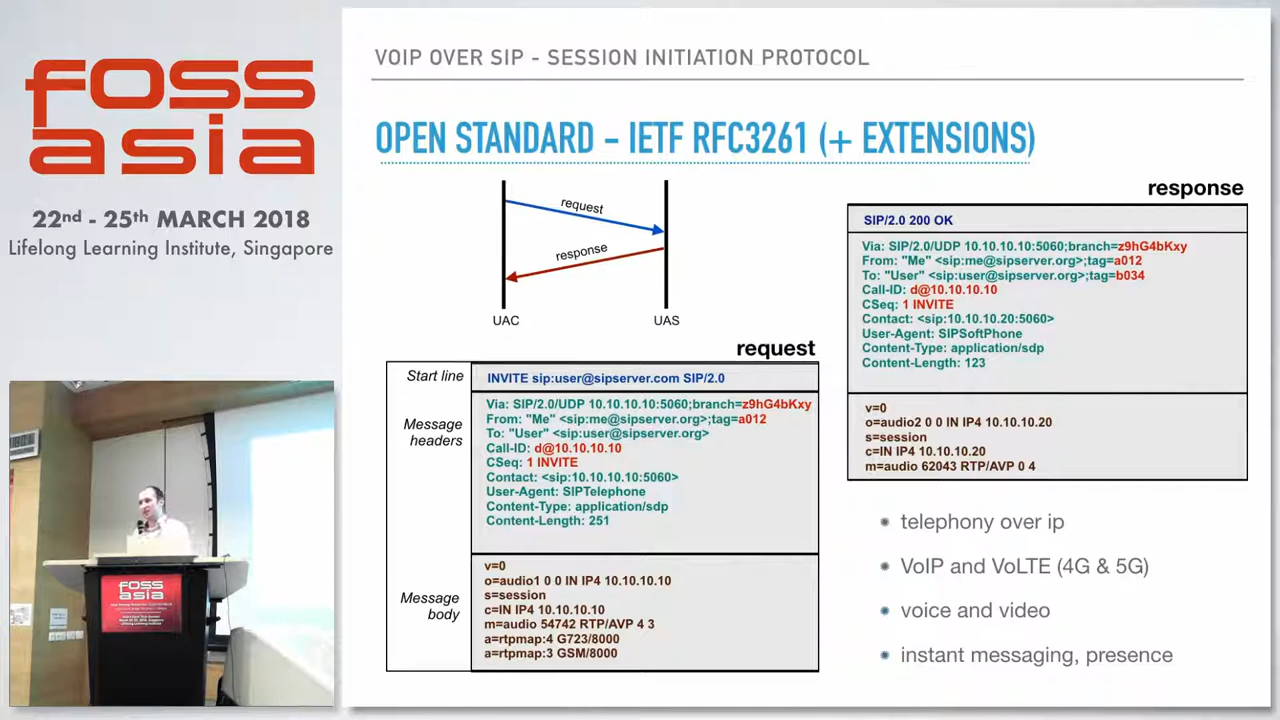 foss
asia
22nd - 25th MARCH 2018
Lifelong Learning Institute, Singapore
VOIP OVER SIP - SESSION INITIATION PROTOCOL
OPEN STANDARD - IETF RFC3261 (+ EXTENSIONS)
request
response
UAC
UAS
request
Start line
INVITE sip:user@sipserver.com SIP/2.0
Message
headers
Via: SIP/2.0/UDP 10.10.10.10:5060;branch=z9hG4bKxy
From: "Me" <sip:me@sipserver.org>;tag=a012
To: "User" <sip:user@sipserver.org>
Call-ID: d@10.10.10.10
CSeq: 1 INVITE
Contact: <sip:10.10.10.10:5060>
User-Agent: SIPTelephone
Content-Type: application/sdp
Content-Length: 251
Message
body
v=0
o=audio1 0 0 IN IP4 10.10.10.10
s=session
c=IN IP4 10.10.10.10
m=audio 54742 RTP/AVP 4 3
a=rtpmap:4 G723/8000
a=rtpmap:3 GSM/8000
response
SIP/2.0 200 OK
Via: SIP/2.0/UDP 10.10.10.10:5060;branch=z9hG4bKxy
From: "Me" <sip:me@sipserver.org>;tag=a012
To: "User" <sip:user@sipserver.org>;tag=b034
Call-ID: d@10.10.10.10
CSeq: 1 INVITE
Contact: <sip:10.10.10.20:5060>
User-Agent: SIPSoftPhone
Content-Type: application/sdp
Content-Length: 123
v=0
o=audio2 0 0 IN IP4 10.10.10.20
s=session
c=IN IP4 10.10.10.20
m=audio 62043 RTP/AVP 0 4
telephony over ip
VoIP and VoLTE (4G & 5G)
voice and video
instant messaging, presence
foss
asia